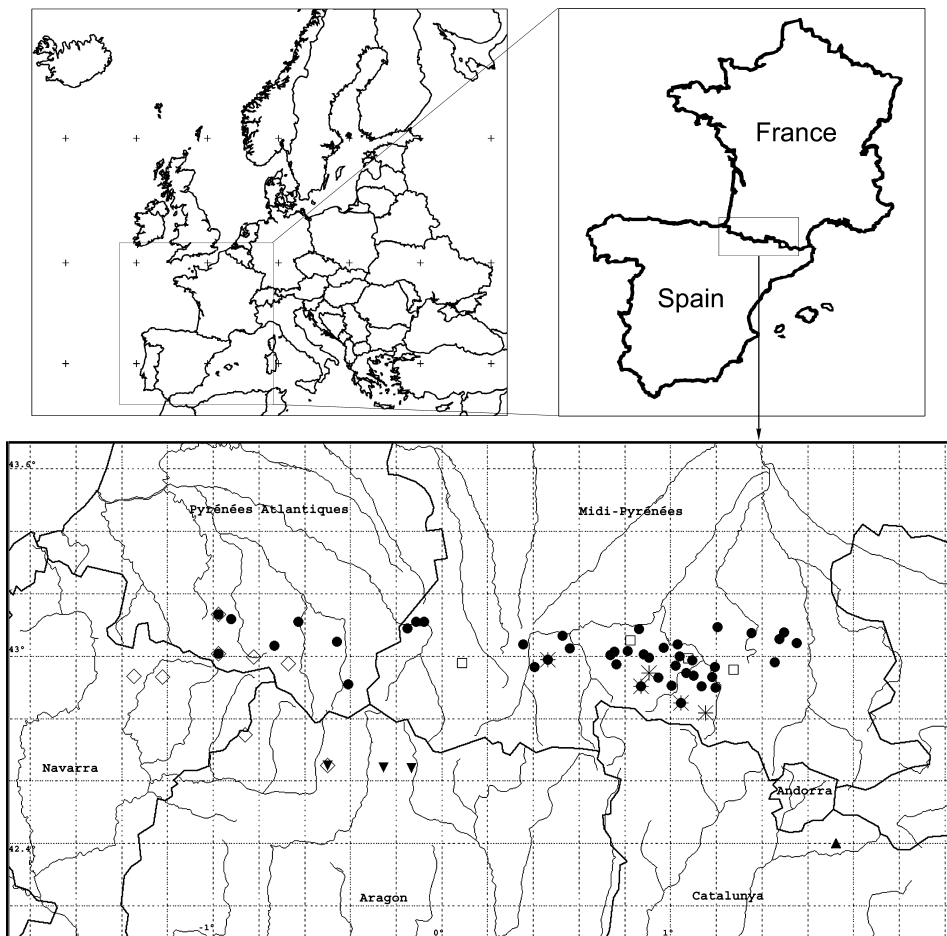 France
Spain
43.6°
Pyrénées Atlantiques
Midi-Pyrénées
43°
Navarra
Andorra
42.4°
Aragon
Catalunya
-1°
0°
1°